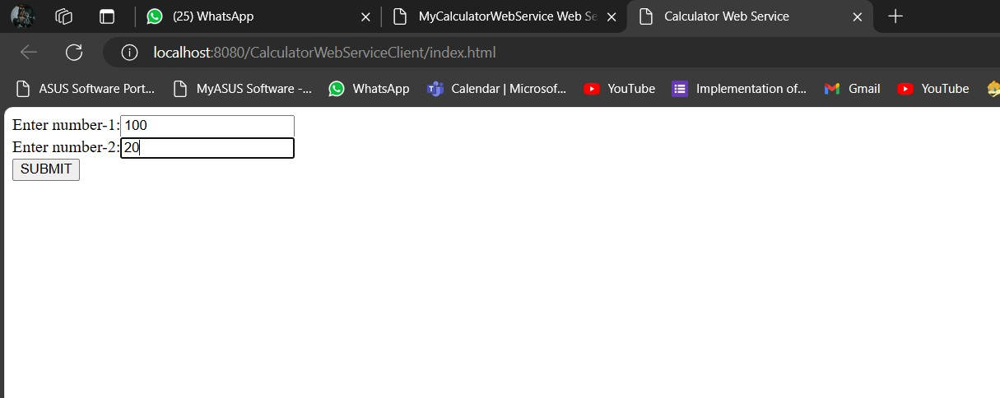 (25) WhatsApp
MyCalculatorWebService Web Se
Calculator Web Service
localhost:8080/CalculatorWebServiceClient/index.html
ASUS Software Port...
MyASUS Software -...
WhatsApp
Calendar | Microsof...
YouTube
Implementation of...
Gmail
YouTube
Enter number-1: 100
Enter number-2: 20
SUBMIT